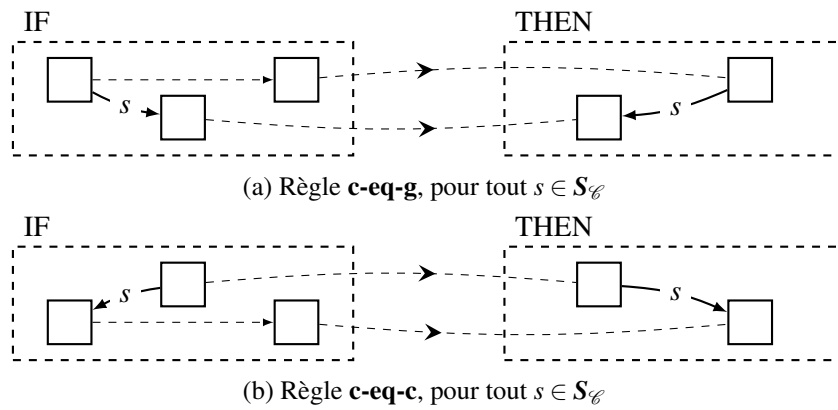 IF THEN
s s
(a) Règle c-eq-g, pour tout s ∈ S𝒞
IF THEN
s s
(b) Règle c-eq-c, pour tout s ∈ S𝒞